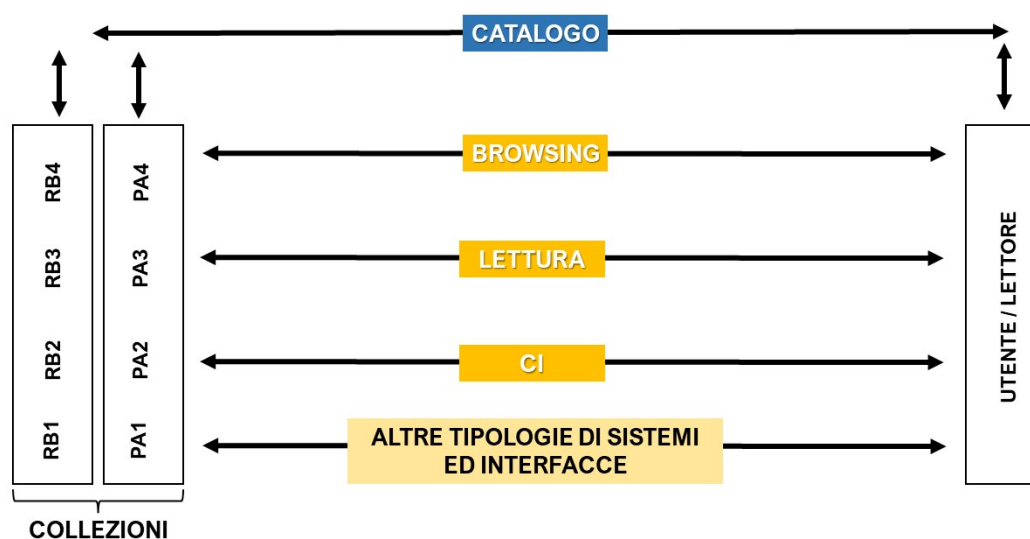 CATALOGO
RB4
PA4
BROWSING
RB3
PA3
LETTURA
RB2
PA2
CI
RB1
PA1
ALTRE TIPOLOGIE DI SISTEMI
ED INTERFACCE
UTENTE / LETTORE
COLLEZIONI